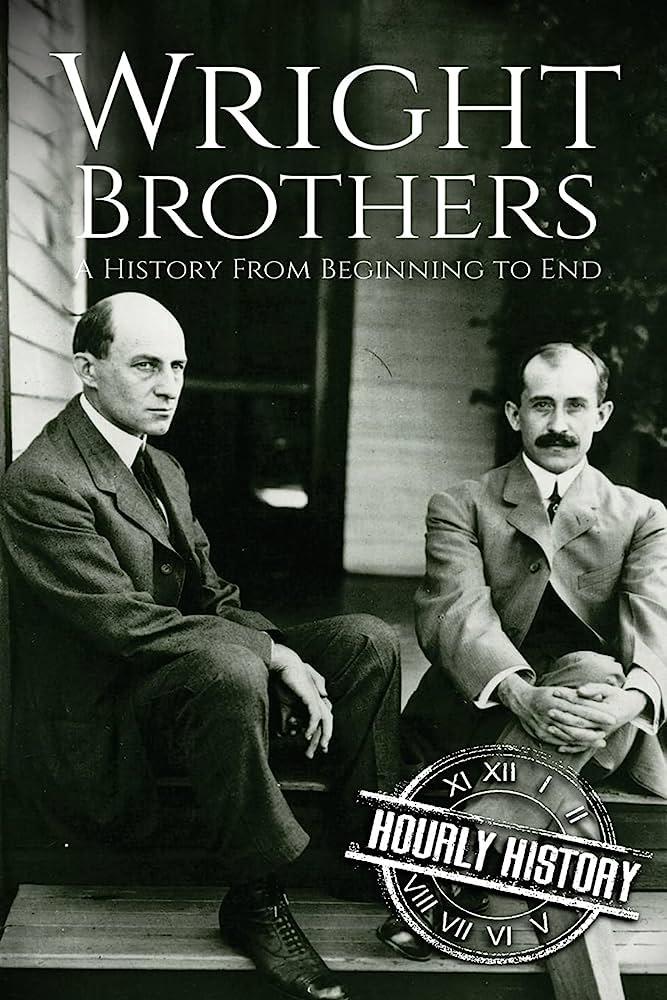 WRIGHT
BROTHERS
A HISTORY FROM BEGINNING TO END
XI XII I II
HOURLY HISTORY
VIII VII VI V